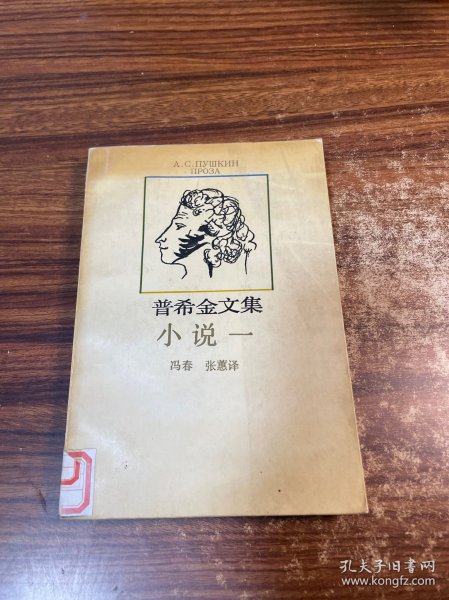 А.С.ПУШКИН
ПРОЗА
普希金文集
小说一
冯春 张蕙译
孔夫子旧书网
www.kongfz.com